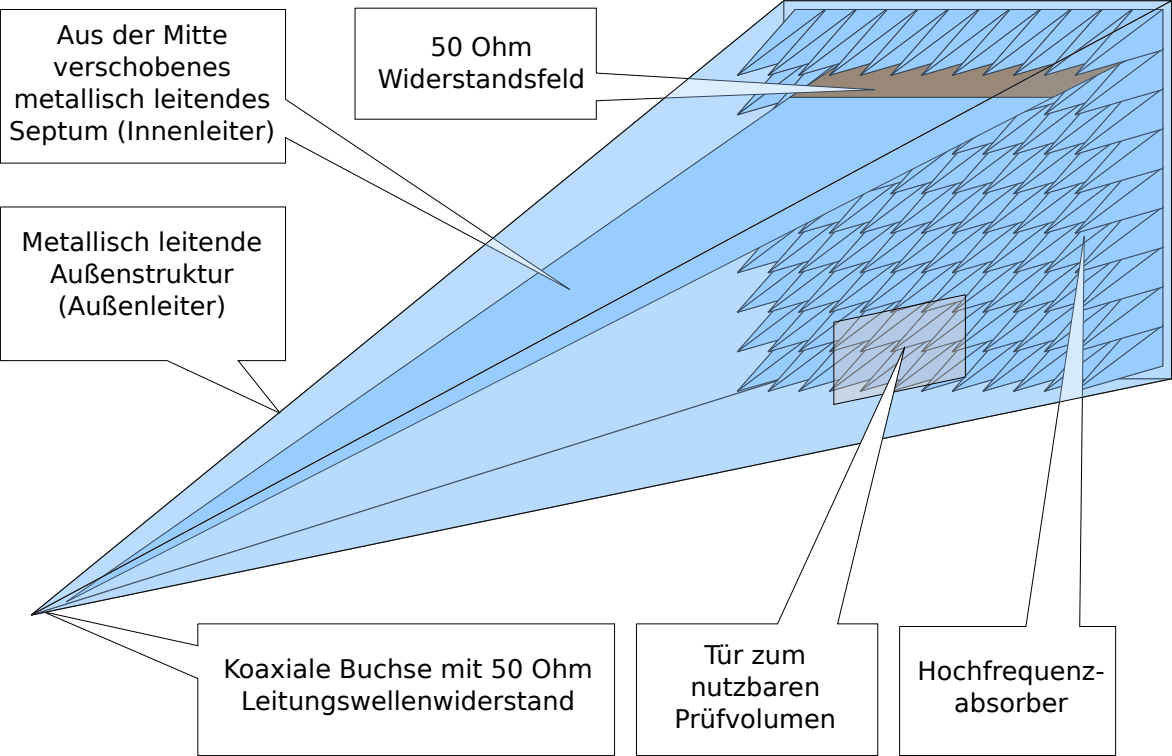 Aus der Mitte
verschobenes
metallisch leitendes
Septum (Innenleiter)
50 Ohm
Widerstandsfeld
Metallisch leitende
Außenstruktur
(Außenleiter)
Koaxiale Buchse mit 50 Ohm
Leitungswellenwiderstand
Tür zum
nutzbaren
Prüfvolumen
Hochfrequenz-
absorber